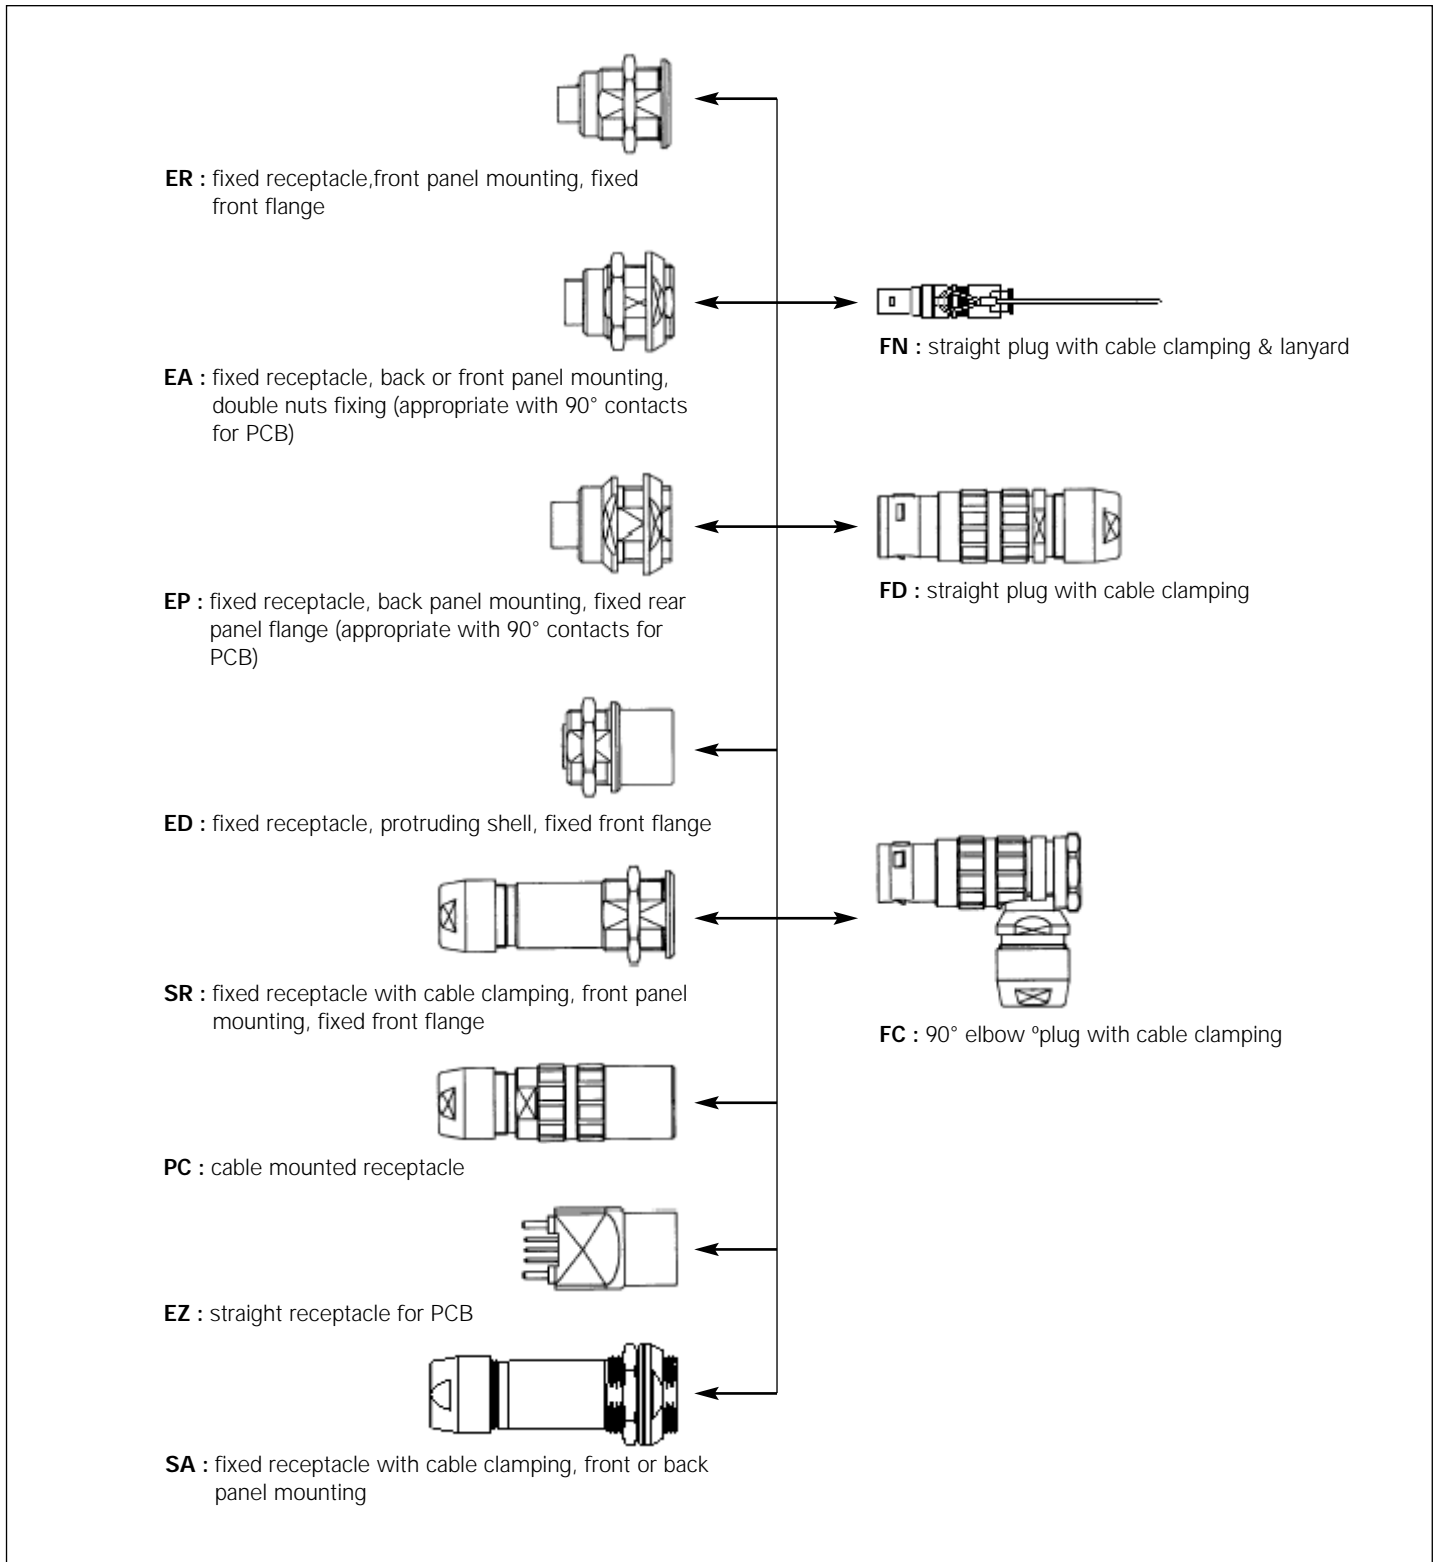 ER : fixed receptacle,front panel mounting, fixed
front flange
EA : fixed receptacle, back or front panel mounting,
double nuts fixing (appropriate with 90° contacts
for PCB)
FN : straight plug with cable clamping & lanyard
EP : fixed receptacle, back panel mounting, fixed rear
panel flange (appropriate with 90° contacts for
PCB)
FD : straight plug with cable clamping
ED : fixed receptacle, protruding shell, fixed front flange
SR : fixed receptacle with cable clamping, front panel
mounting, fixed front flange
FC : 90° elbow ºplug with cable clamping
PC : cable mounted receptacle
EZ : straight receptacle for PCB
SA : fixed receptacle with cable clamping, front or back
panel mounting